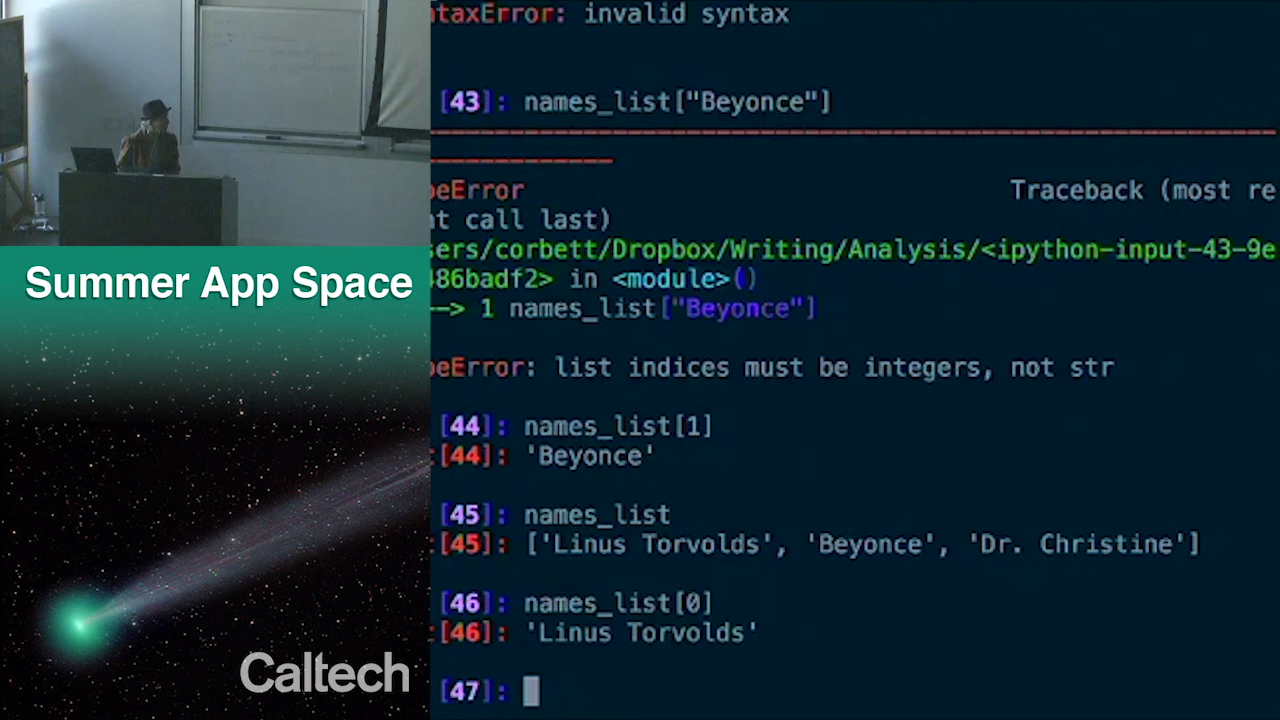 Summer App Space
Caltech
ntaxError: invalid syntax
[43]: names_list["Beyonce"]
peError Traceback (most re
nt call last)
sers/corbett/Dropbox/Writing/Analysis/<ipython-input-43-9e
486badf2> in <module>()
--> 1 names_list["Beyonce"]
peError: list indices must be integers, not str
[44]: names_list[1]
:[44]: 'Beyonce'
[45]: names_list
:[45]: ['Linus Torvolds', 'Beyonce', 'Dr. Christine']
[46]: names_list[0]
:[46]: 'Linus Torvolds'
[47]: